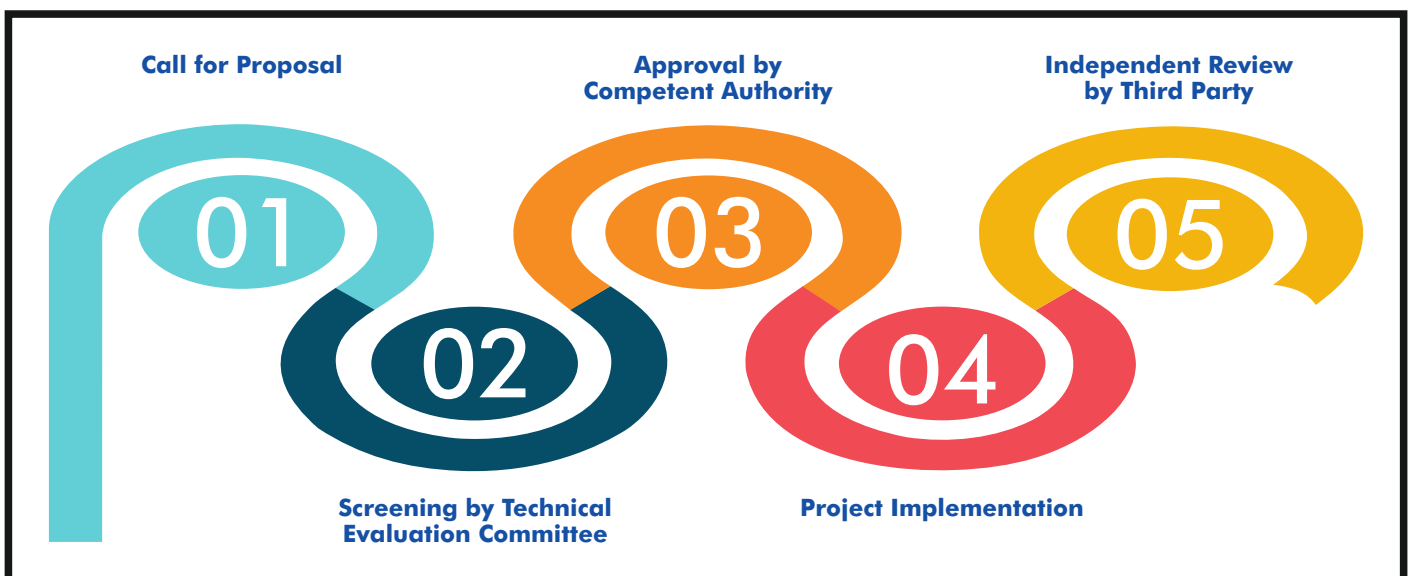 Call for Proposal
01
Screening by Technical
Evaluation Committee
02
Approval by
Competent Authority
03
Project Implementation
04
Independent Review
by Third Party
05